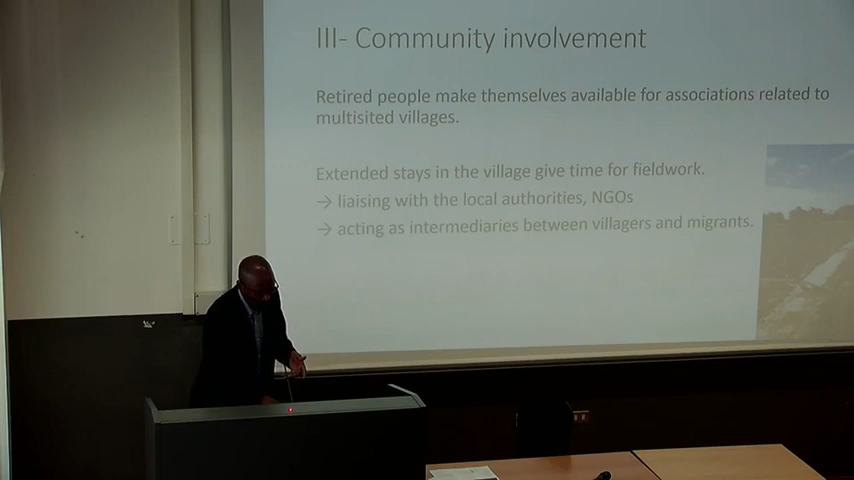 III- Community involvement
Retired people make themselves available for associations related to
multisited villages.
Extended stays in the village give time for fieldwork.
→ liaising with the local authorities, NGOs
→ acting as intermediaries between villagers and migrants.